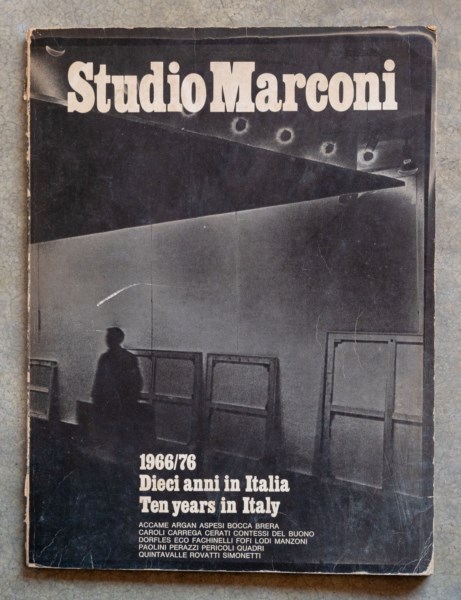 Studio Marconi
1966/76
Dieci anni in Italia
Ten years in Italy
ACCAME ARGAN ASPESI BOCCA BRERA
CAROLI CARREGA CERATI CONTESSI DEL BUONO
DORFLES ECO FACHINELLI FOFI LODI MANZONI
PAOLINI PERAZZI PERICOLI QUADRI
QUINTAVALLE ROVATTI SIMONETTI